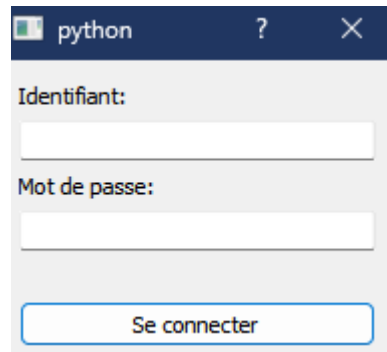 python ?
Identifiant:
Mot de passe:
Se connecter